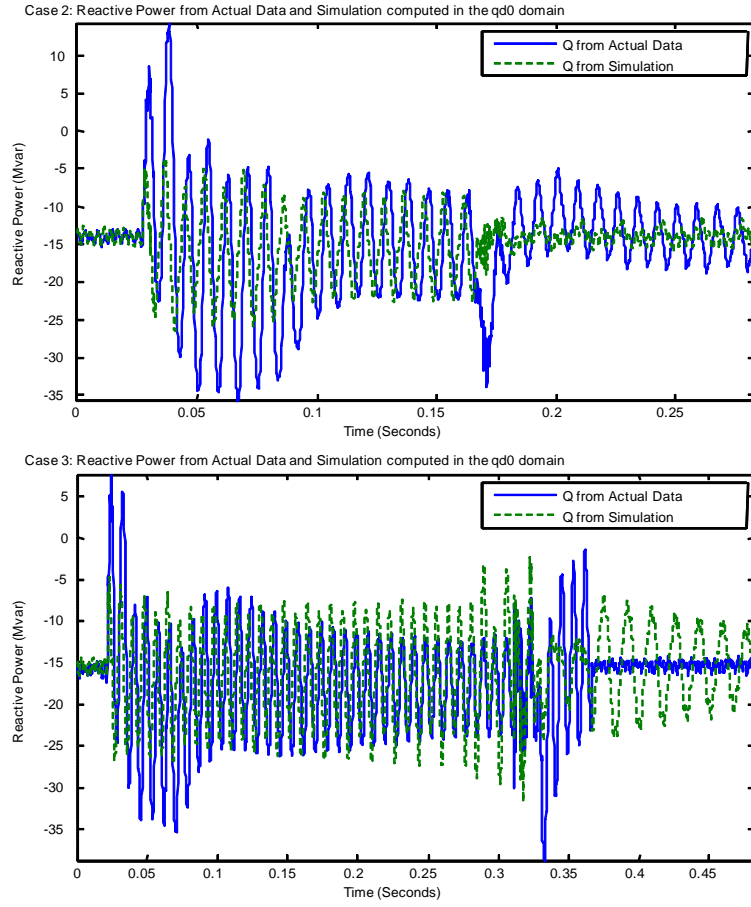 Case 2: Reactive Power from Actual Data and Simulation computed in the qd0 domain
Q from Actual Data
Q from Simulation
10
5
0
-5
-10
-15
-20
-25
-30
-35
Reactive Power (Mvar)
0 0.05 0.1 0.15 0.2 0.25
Time (Seconds)
Case 3: Reactive Power from Actual Data and Simulation computed in the qd0 domain
Q from Actual Data
Q from Simulation
5
0
-5
-10
-15
-20
-25
-30
-35
Reactive Power (Mvar)
0 0.05 0.1 0.15 0.2 0.25 0.3 0.35 0.4 0.45
Time (Seconds)